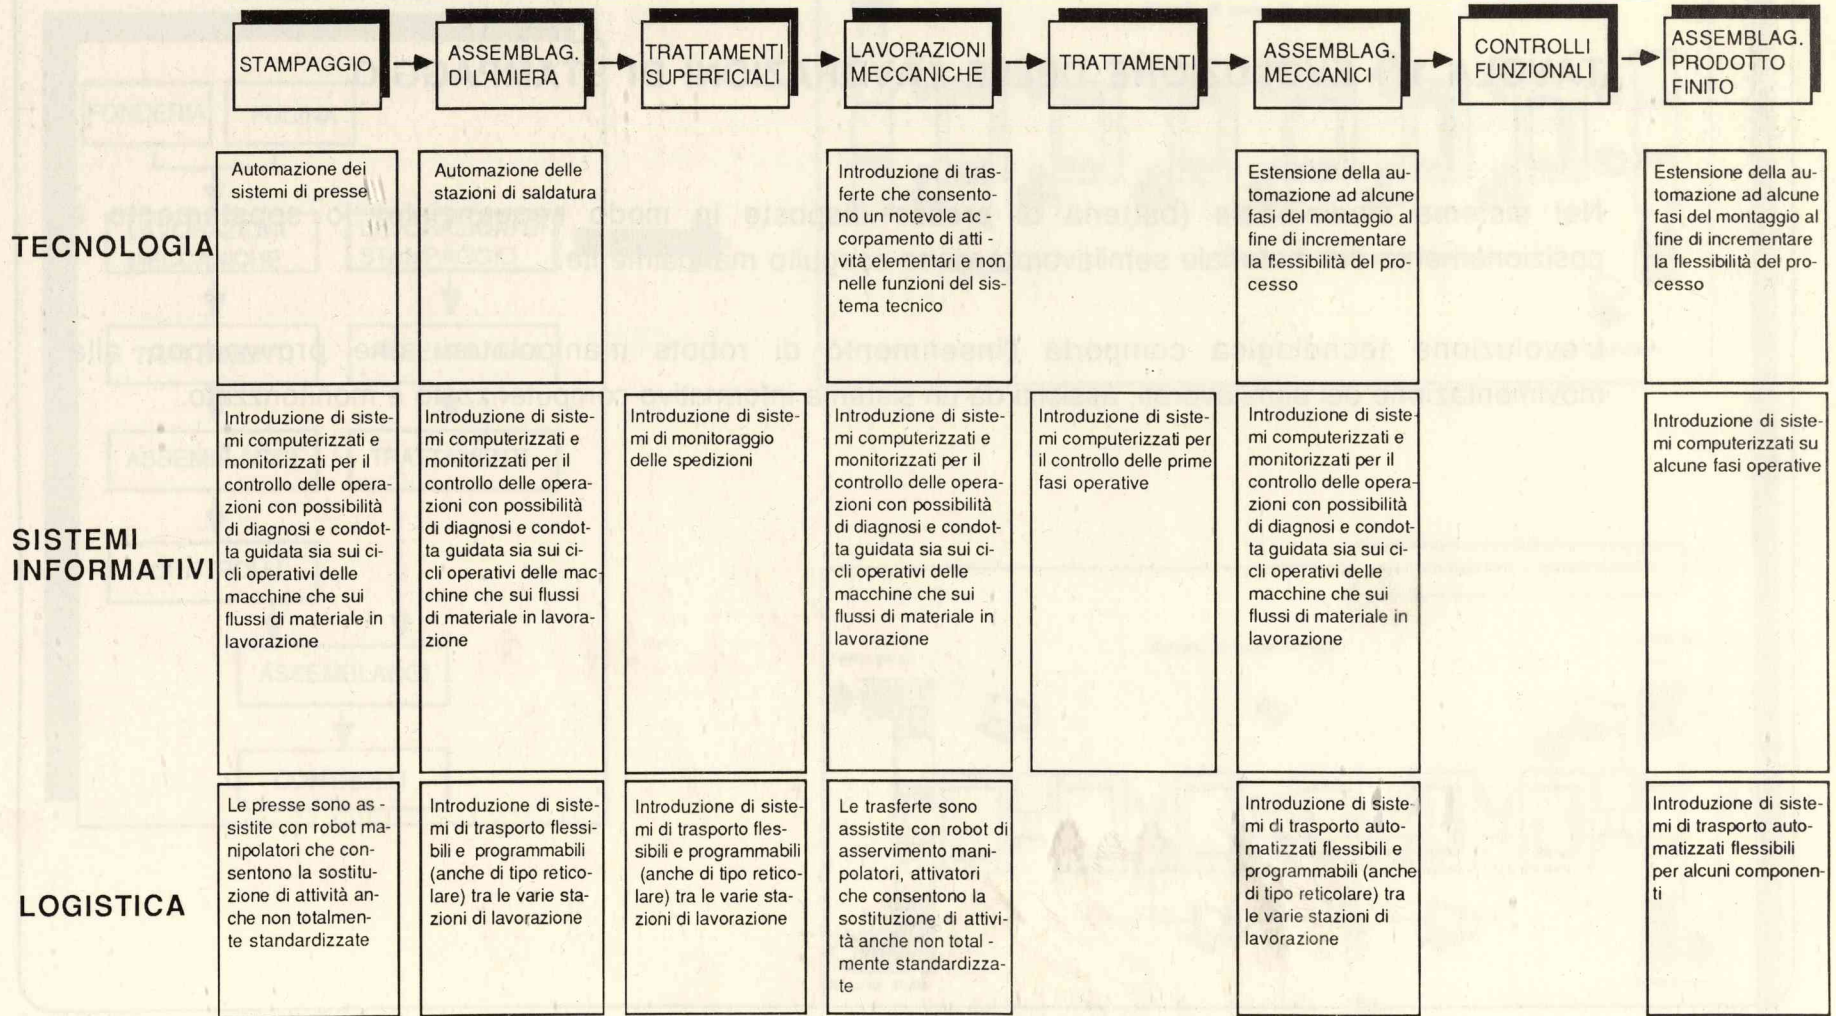 STAMPAGGIO
ASSEMBLAG.
DI LAMIERA
TRATTAMENTI
SUPERFICIALI
LAVORAZIONI
MECCANICHE
TRATTAMENTI
ASSEMBLAG.
MECCANICI
CONTROLLI
FUNZIONALI
ASSEMBLAG.
PRODOTTO
FINITO
TECNOLOGIA
Automazione dei
sistemi di presse
Automazione delle
stazioni di saldatura
Introduzione di tras-
ferte che consento-
no un notevole ac-
corpamento di atti -
vità elementari e non
nelle funzioni del sis-
tema tecnico
Estensione della au-
tomazione ad alcune
fasi del montaggio al
fine di incrementare
la flessibilità del pro-
cesso
Estensione della au-
tomazione ad alcune
fasi del montaggio al
fine di incrementare
la flessibilità del pro-
cesso
SISTEMI
INFORMATIVI
Introduzione di siste-
mi computerizzati e
monitorizzati per il
controllo delle opera-
zioni con possibilità
di diagnosi e condot-
ta guidata sia sui ci-
cli operativi delle
macchine che sui
flussi di materiale in
lavorazione
Introduzione di siste-
mi computerizzati e
monitorizzati per il
controllo delle opera-
zioni con possibilità
di diagnosi e condot-
ta guidata sia sui ci-
cli operativi delle mac-
chine che sui flussi
di materiale in lavora-
zione
Introduzione di siste-
mi di monitoraggio
delle spedizioni
Introduzione di siste-
mi computerizzati e
monitorizzati per il
controllo delle opera-
zioni con possibilità
di diagnosi e condot-
ta guidata sia sui ci-
cli operativi delle
macchine che sui
flussi di materiale in
lavorazione
Introduzione di siste-
mi computerizzati per
il controllo delle prime
fasi operative
Introduzione di siste-
mi computerizzati e
monitorizzati per il
controllo delle opera-
zioni con possibilità
di diagnosi e condot-
ta guidata sia sui ci-
cli operativi delle
macchine che sui
flussi di materiale in
lavorazione
Introduzione di siste-
mi computerizzati su
alcune fasi operative
LOGISTICA
Le presse sono as -
sistite con robot ma-
nipolatori che con-
sentono la sostitu-
zione di attività an-
che non totalmen-
te standardizzate
Introduzione di siste-
mi di trasporto flessi-
bili e programmabili
(anche di tipo retico-
lare) tra le varie sta-
zioni di lavorazione
Introduzione di siste-
mi di trasporto fles-
sibili e programmabili
(anche di tipo retico-
lare) tra le varie sta-
zioni di lavorazione
Le trasferte sono
assistite con robot di
asservimento mani-
polatori, attivatori
che consentono la
sostituzione di attivi-
tà anche non total -
mente standardizza-
te
Introduzione di siste-
mi di trasporto auto-
matizzati flessibili e
programmabili (anche
di tipo reticolare) tra
le varie stazioni di
lavorazione
Introduzione di siste-
mi di trasporto auto-
matizzati flessibili
per alcuni componen-
ti